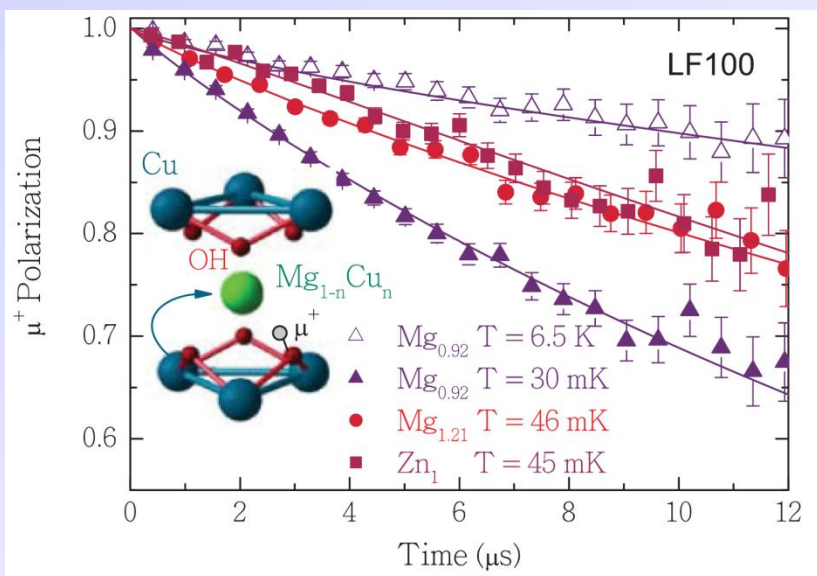 1.0
0.9
0.8
0.7
0.6
μ⁺ Polarization
LF100
Cu
OH
Mg₁₋ₙCuₙ
μ⁺
△ Mg₀.₉₂ T = 6.5 K
▲ Mg₀.₉₂ T = 30 mK
● Mg₁.₂₁ T = 46 mK
■ Zn₁ T = 45 mK
0 2 4 6 8 10 12
Time (μs)